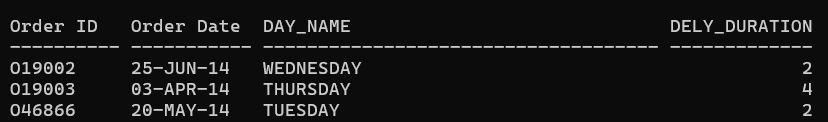 Order ID   Order Date  DAY_NAME                             DELY_DURATION
---------- ----------- ------------------------------------ -------------
O19002     25-JUN-14   WEDNESDAY                                        2
O19003     03-APR-14   THURSDAY                                         4
O46866     20-MAY-14   TUESDAY                                          2